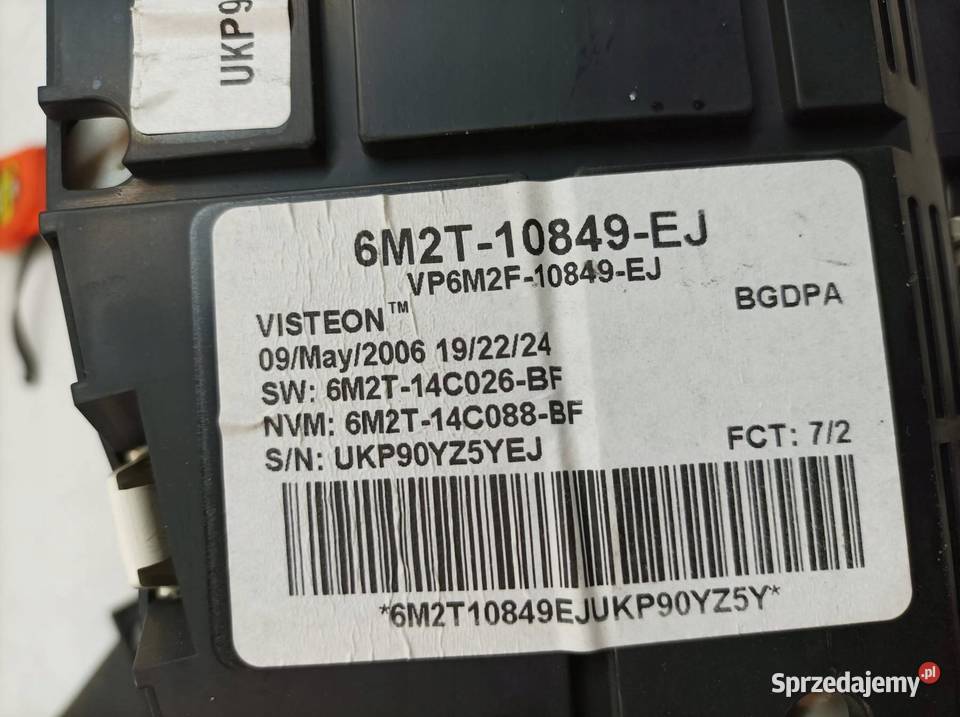 UKP9
6M2T-10849-EJ
VP6M2F-10849-EJ
BGDPA
VISTEON™
09/May/2006 19/22/24
SW: 6M2T-14C026-BF
NVM: 6M2T-14C088-BF
S/N: UKP90YZ5YEJ
FCT: 7/2
*6M2T10849EJUKP90YZ5Y*
Sprzedajemy.pl